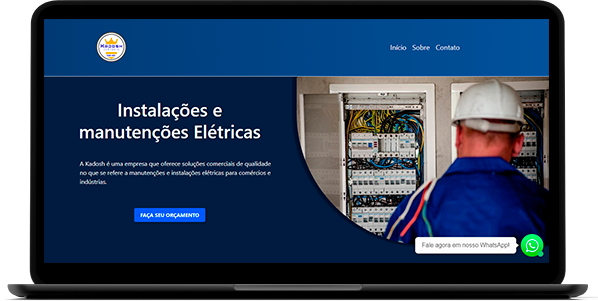 KADOSH
Início Sobre Contato
Instalações e
manutenções Elétricas
A Kadosh é uma empresa que oferece soluções comerciais de qualidade
no que se refere a manutenções e instalações elétricas para comércios e
indústrias.
FAÇA SEU ORÇAMENTO
Fale agora em nosso WhatsApp!